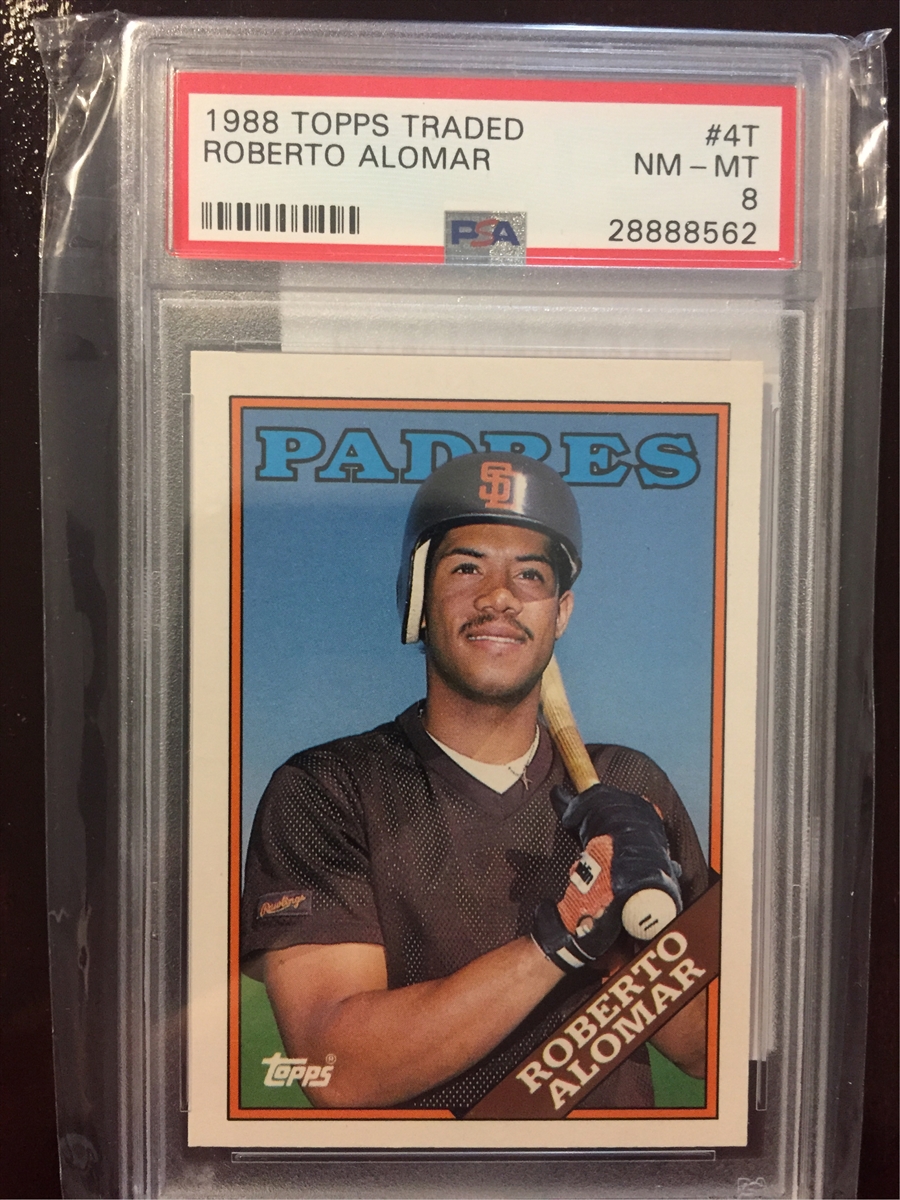 1988 TOPPS TRADED
ROBERTO ALOMAR
#4T
NM - MT
8
28888562
PSA
PADRES
SD
Rawlings
ROBERTO
ALOMAR
Topps®